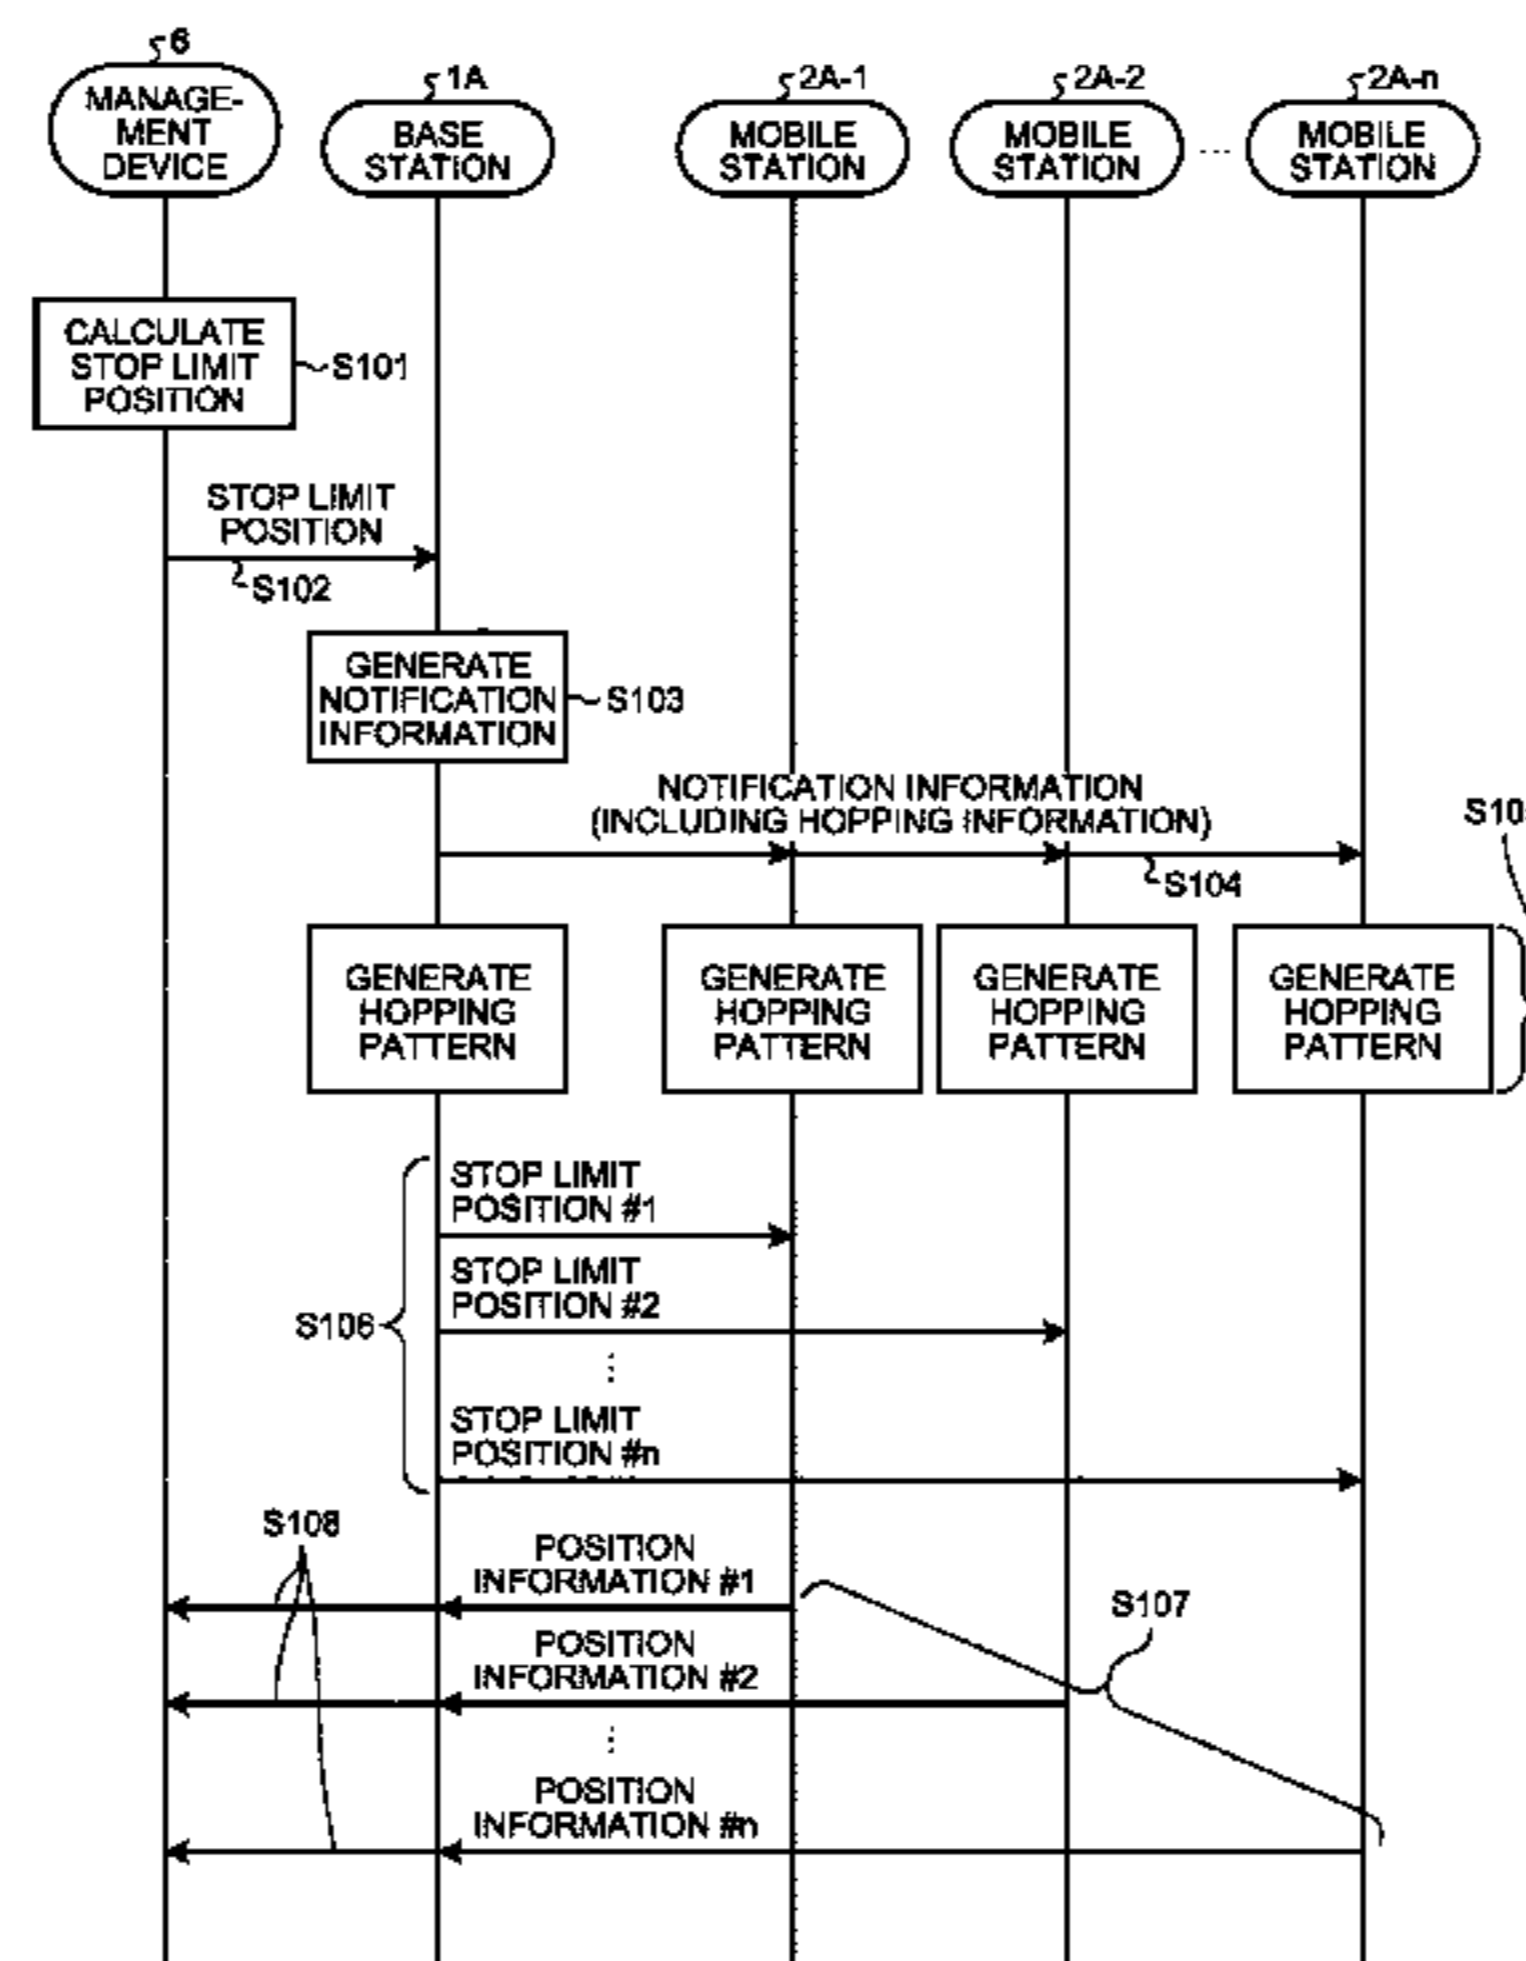 6
MANAGE-
MENT
DEVICE
1A
BASE
STATION
2A-1
MOBILE
STATION
2A-2
MOBILE
STATION
...
2A-n
MOBILE
STATION
CALCULATE
STOP LIMIT
POSITION
S101
STOP LIMIT
POSITION
S102
GENERATE
NOTIFICATION
INFORMATION
S103
NOTIFICATION INFORMATION
(INCLUDING HOPPING INFORMATION)
S104
GENERATE
HOPPING
PATTERN
GENERATE
HOPPING
PATTERN
GENERATE
HOPPING
PATTERN
GENERATE
HOPPING
PATTERN
S106
STOP LIMIT
POSITION #1
STOP LIMIT
POSITION #2
STOP LIMIT
POSITION #n
S108
POSITION
INFORMATION #1
S107
POSITION
INFORMATION #2
POSITION
INFORMATION #n